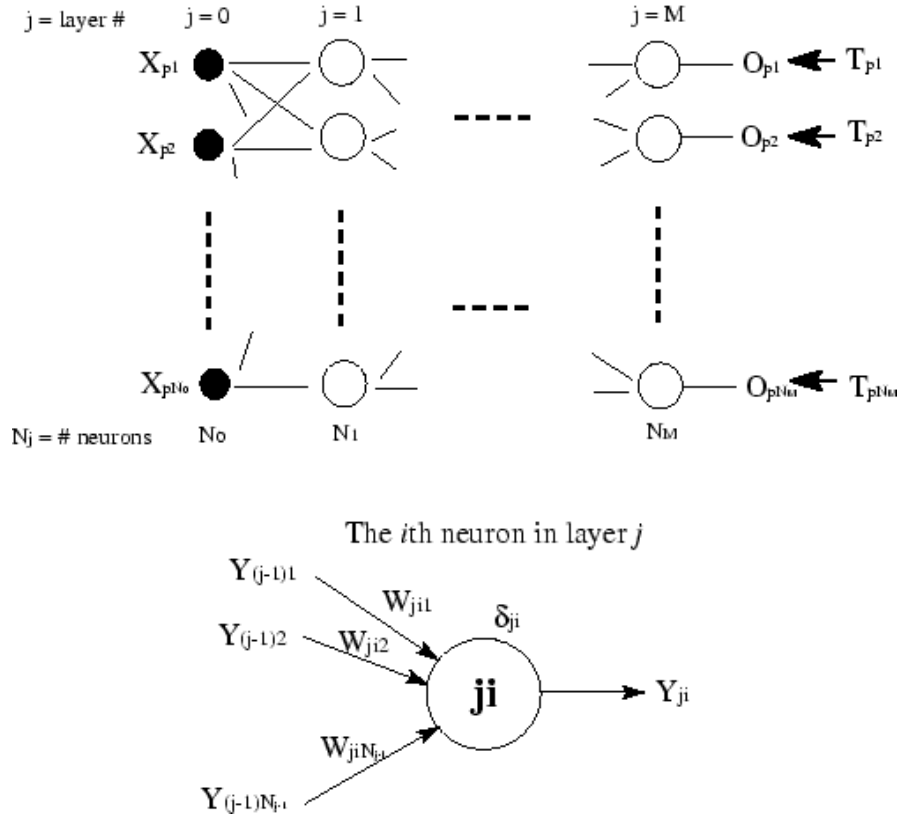 j = layer # j = 0 j = 1 j = M
Xp1 Op1 Tp1
Xp2 Op2 Tp2
XpN₀ OpNM TpNM
Nj = # neurons N₀ N₁ NM
The ith neuron in layer j
Y(j-1)1
Wji1
δji
Y(j-1)2
Wji2
ji
Yji
WjiNj-1
Y(j-1)Nj-1